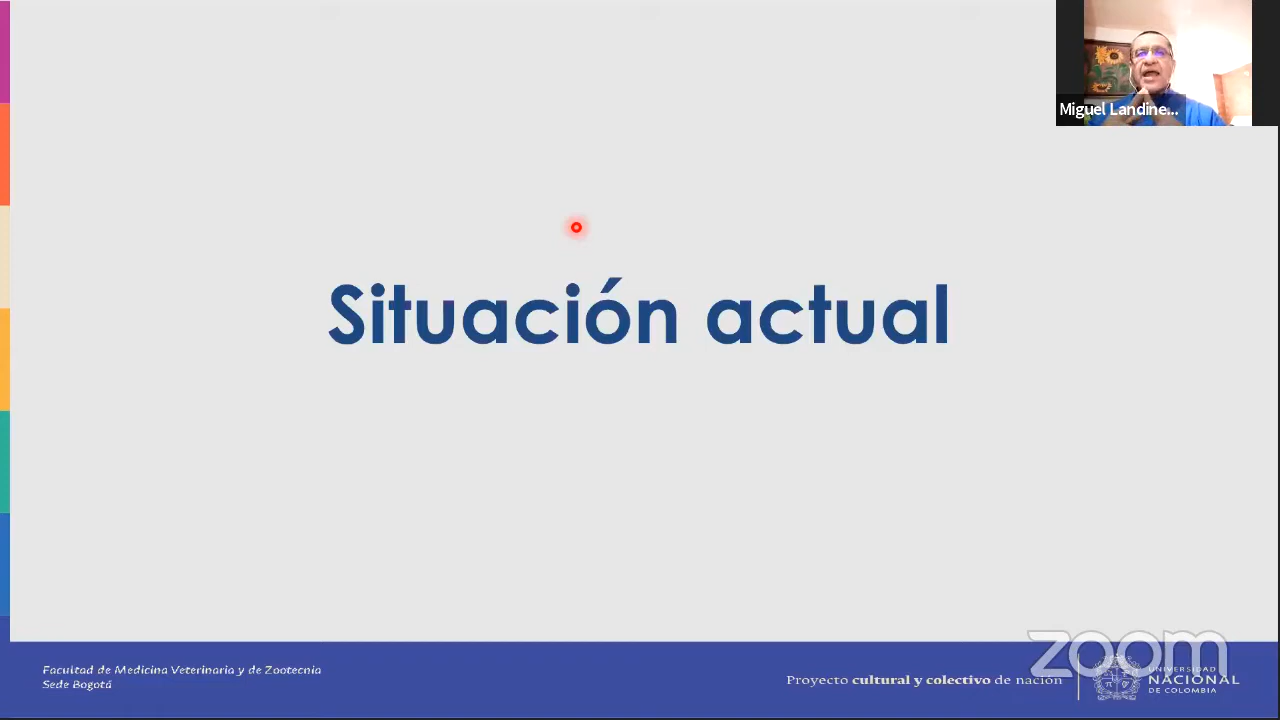 Miguel Landine...
Situación actual
Facultad de Medicina Veterinaria y de Zootecnia
Sede Bogotá
Proyecto cultural y colectivo de nación
zoom
UNIVERSIDAD
NACIONAL
DE COLOMBIA